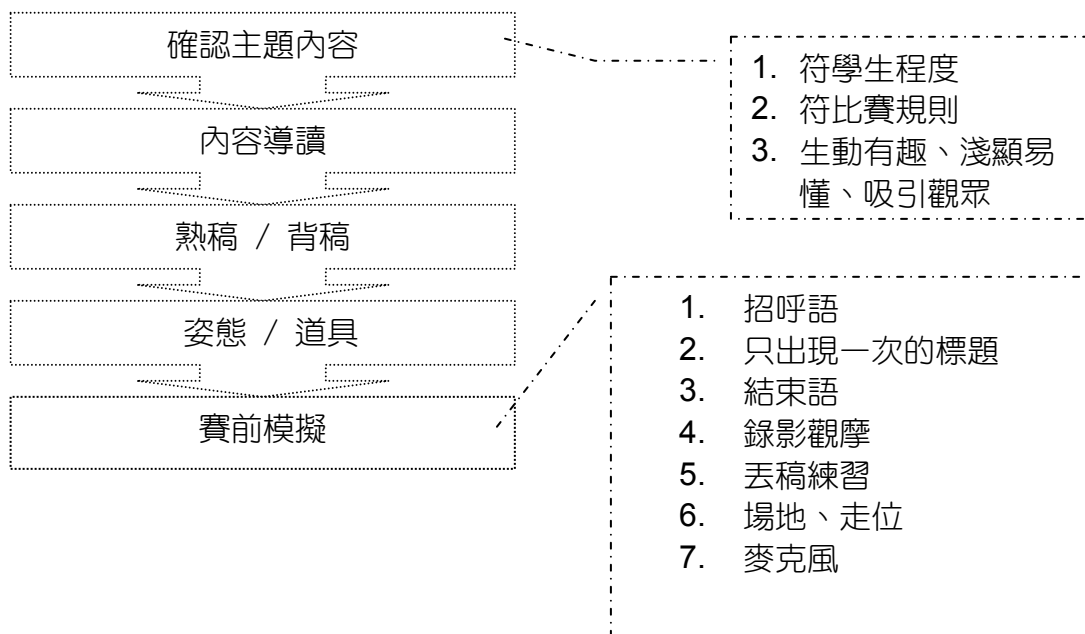 確認主題內容
1. 符學生程度
2. 符比賽規則
3. 生動有趣、淺顯易
懂、吸引觀眾
內容導讀
熟稿 / 背稿
姿態 / 道具
賽前模擬
1. 招呼語
2. 只出現一次的標題
3. 結束語
4. 錄影觀摩
5. 丟稿練習
6. 場地、走位
7. 麥克風